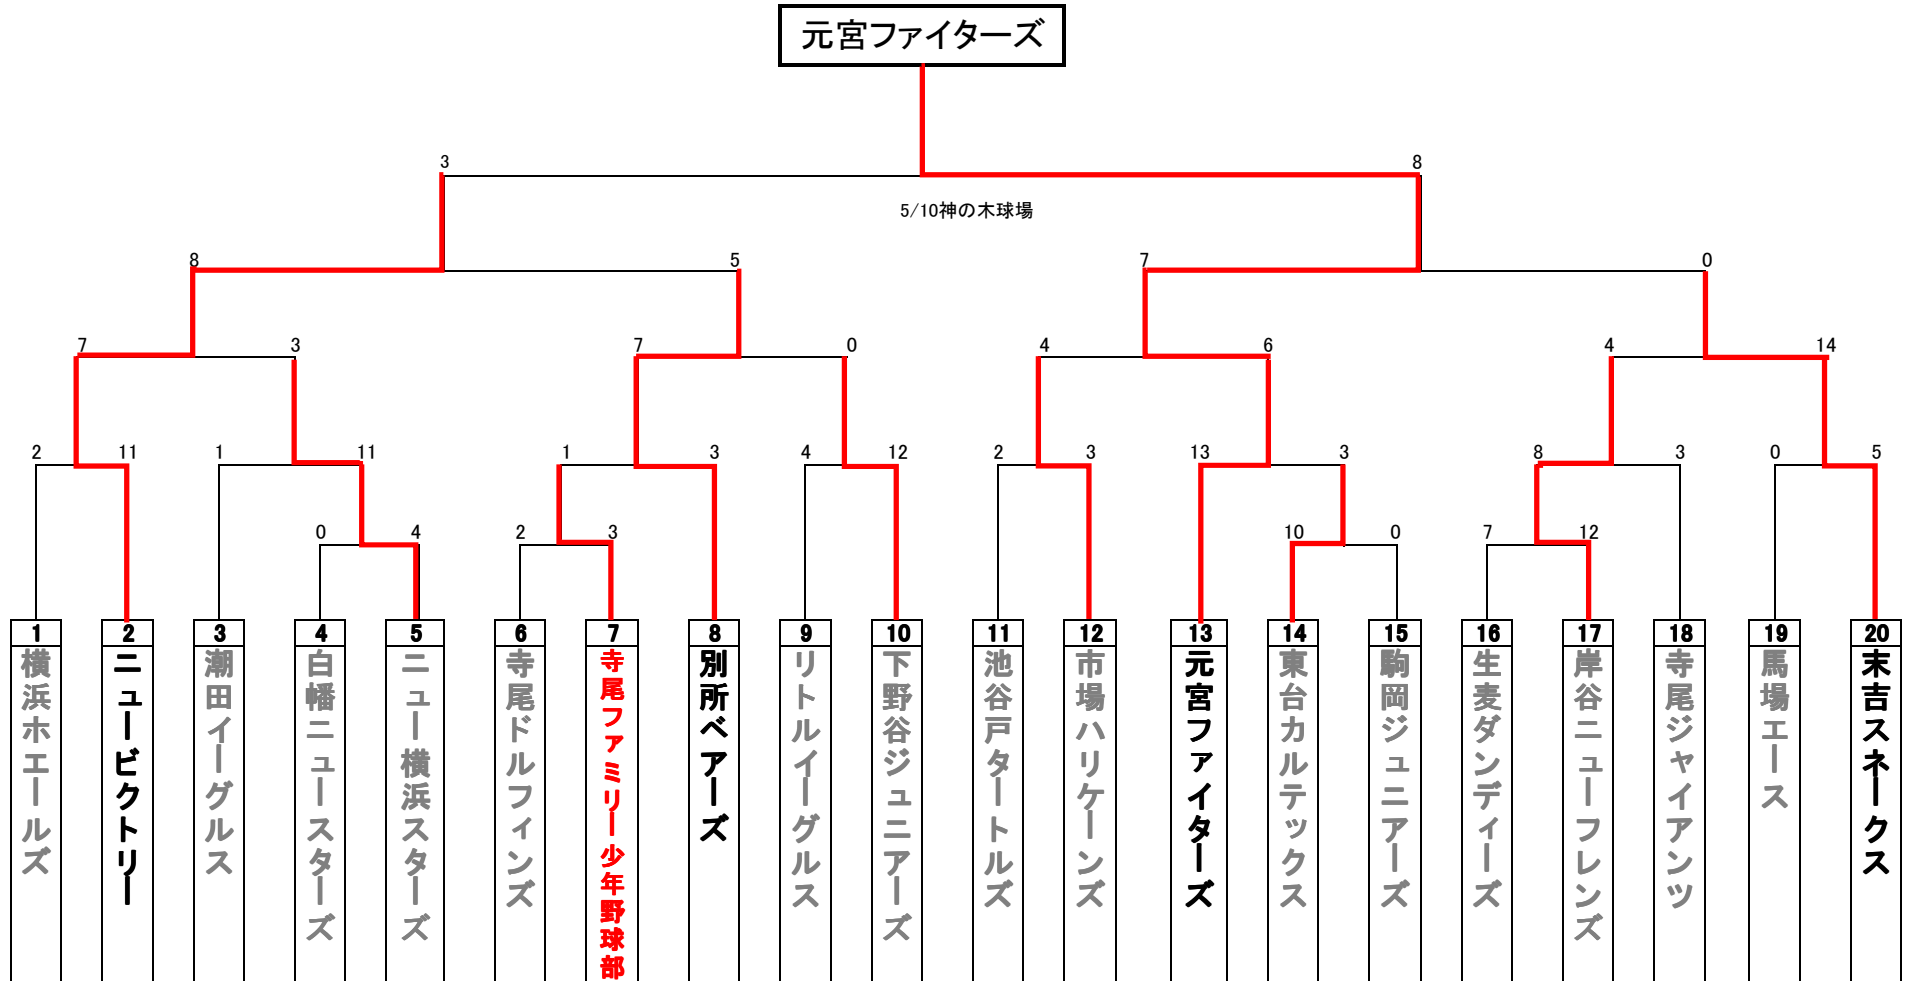 元宮ファイターズ
3 8
5/10神の木球場
8 5 7 0
7 3 7 0 4 6 4 14
2 11 1 11 1 3 4 12 2 3 13 3 8 3 0 5
0 4 2 3 10 0 7 12
1 2 3 4 5 6 7 8 9 10 11 12 13 14 15 16 17 18 19 20
横浜ホエールズ
ニュービクトリー
潮田イーグルス
白幡ニュースターズ
ニュー横浜スターズ
寺尾ドルフィンズ
寺尾ファミリー少年野球部
別所ベアーズ
リトルイーグルス
下野谷ジュニアーズ
池谷戸タートルズ
市場ハリケーンズ
元宮ファイターズ
東台カルテックス
駒岡ジュニアーズ
生麦ダンディーズ
岸谷ニューフレンズ
寺尾ジャイアンツ
馬場エース
末吉スネークス